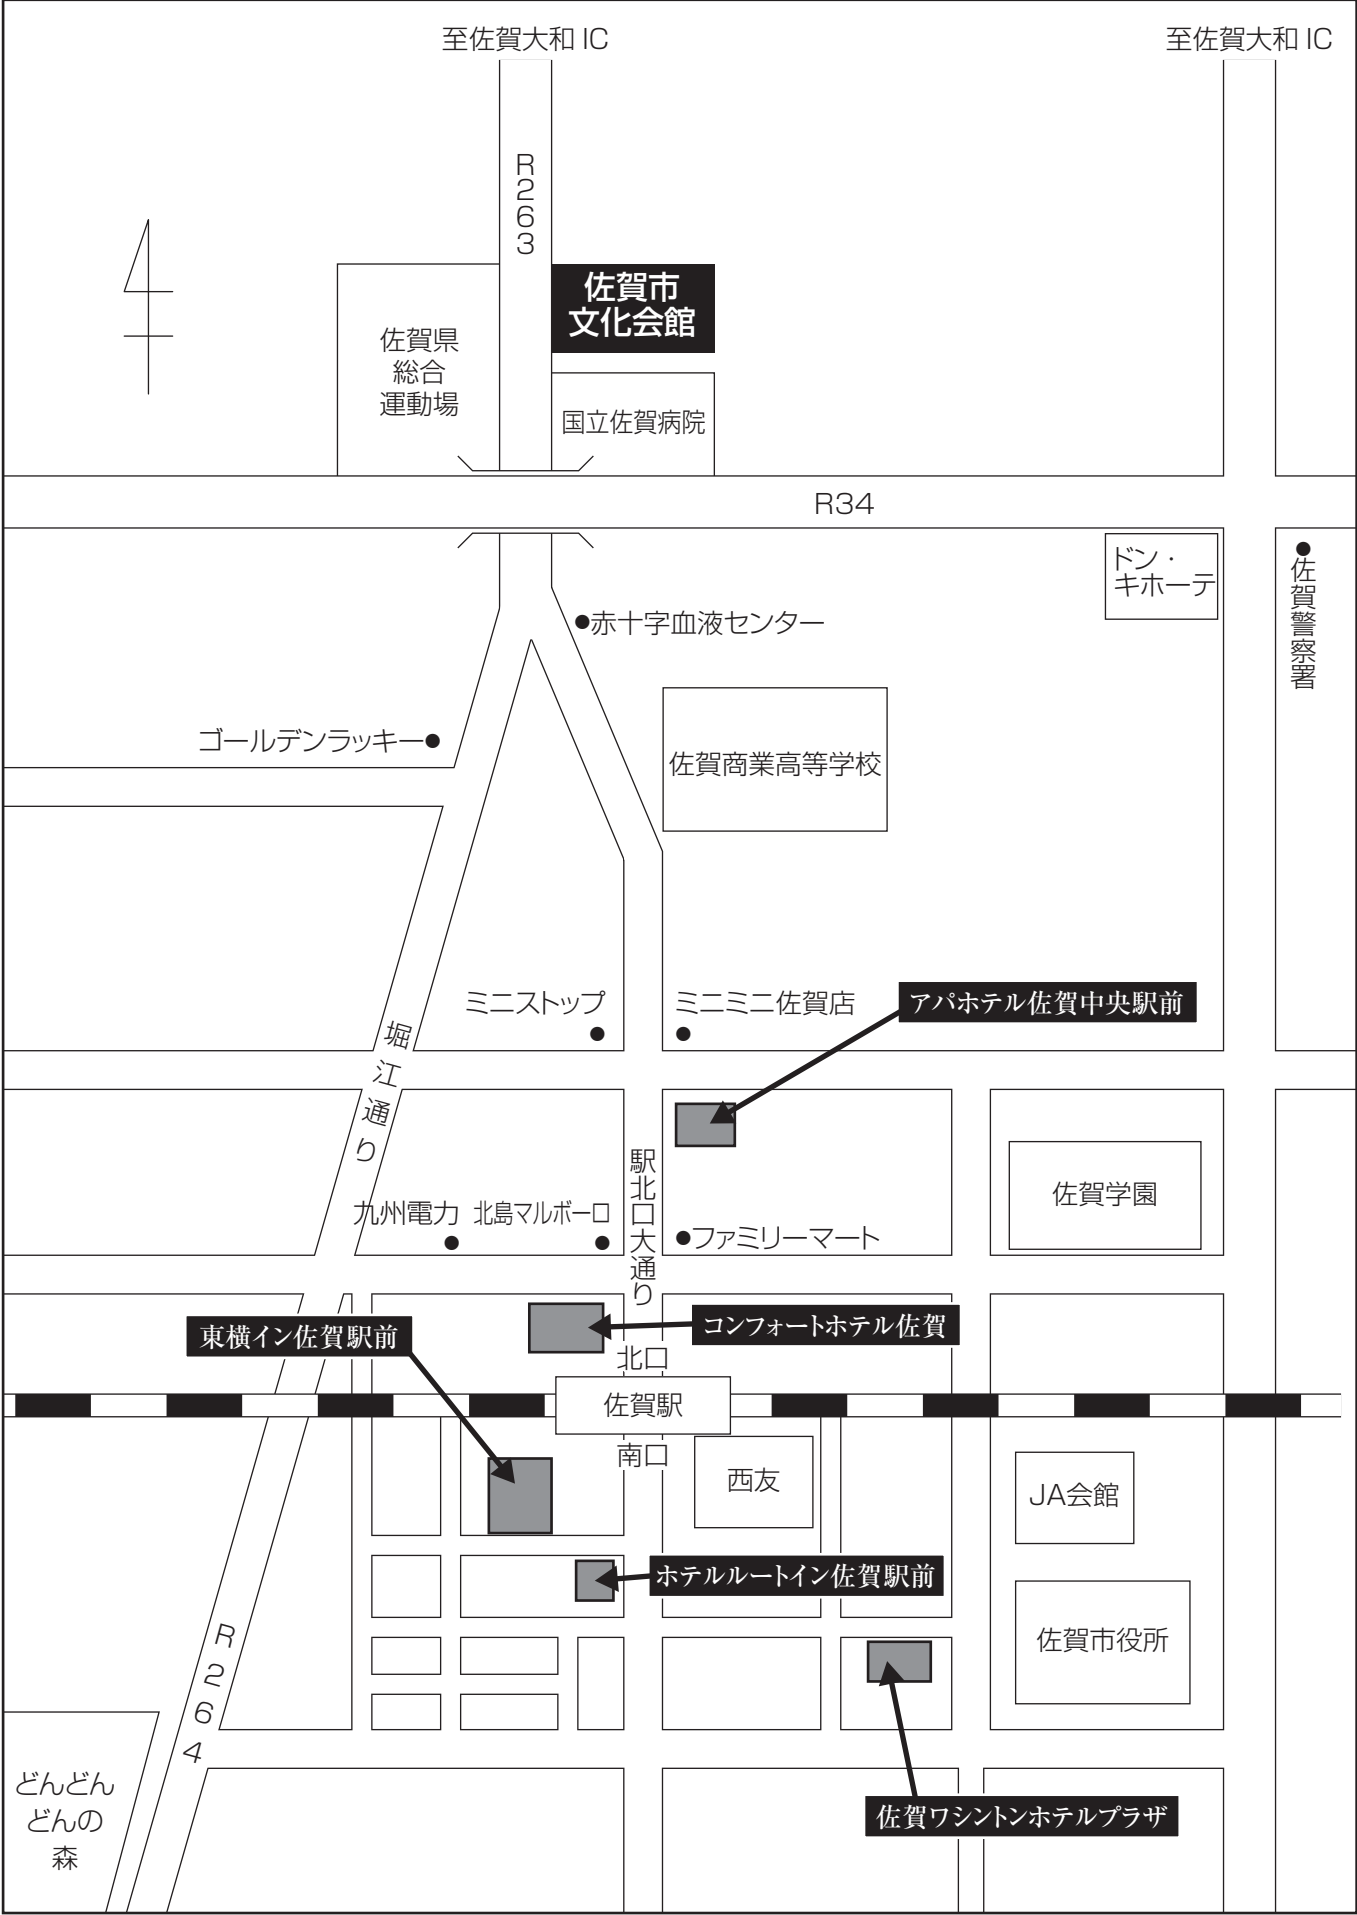 至佐賀大和 IC
至佐賀大和 IC
R263
佐賀市
文化会館
佐賀県
総合
運動場
国立佐賀病院
R34
ドン・
キホーテ
佐賀警察署
赤十字血液センター
ゴールデンラッキー
佐賀商業高等学校
ミニストップ
ミニミニ佐賀店
アパホテル佐賀中央駅前
堀江通り
駅北口大通り
佐賀学園
九州電力
北島マルボーロ
ファミリーマート
東横イン佐賀駅前
コンフォートホテル佐賀
北口
佐賀駅
南口
西友
JA会館
ホテルルートイン佐賀駅前
佐賀市役所
R264
どんどん
どんの
森
佐賀ワシントンホテルプラザ